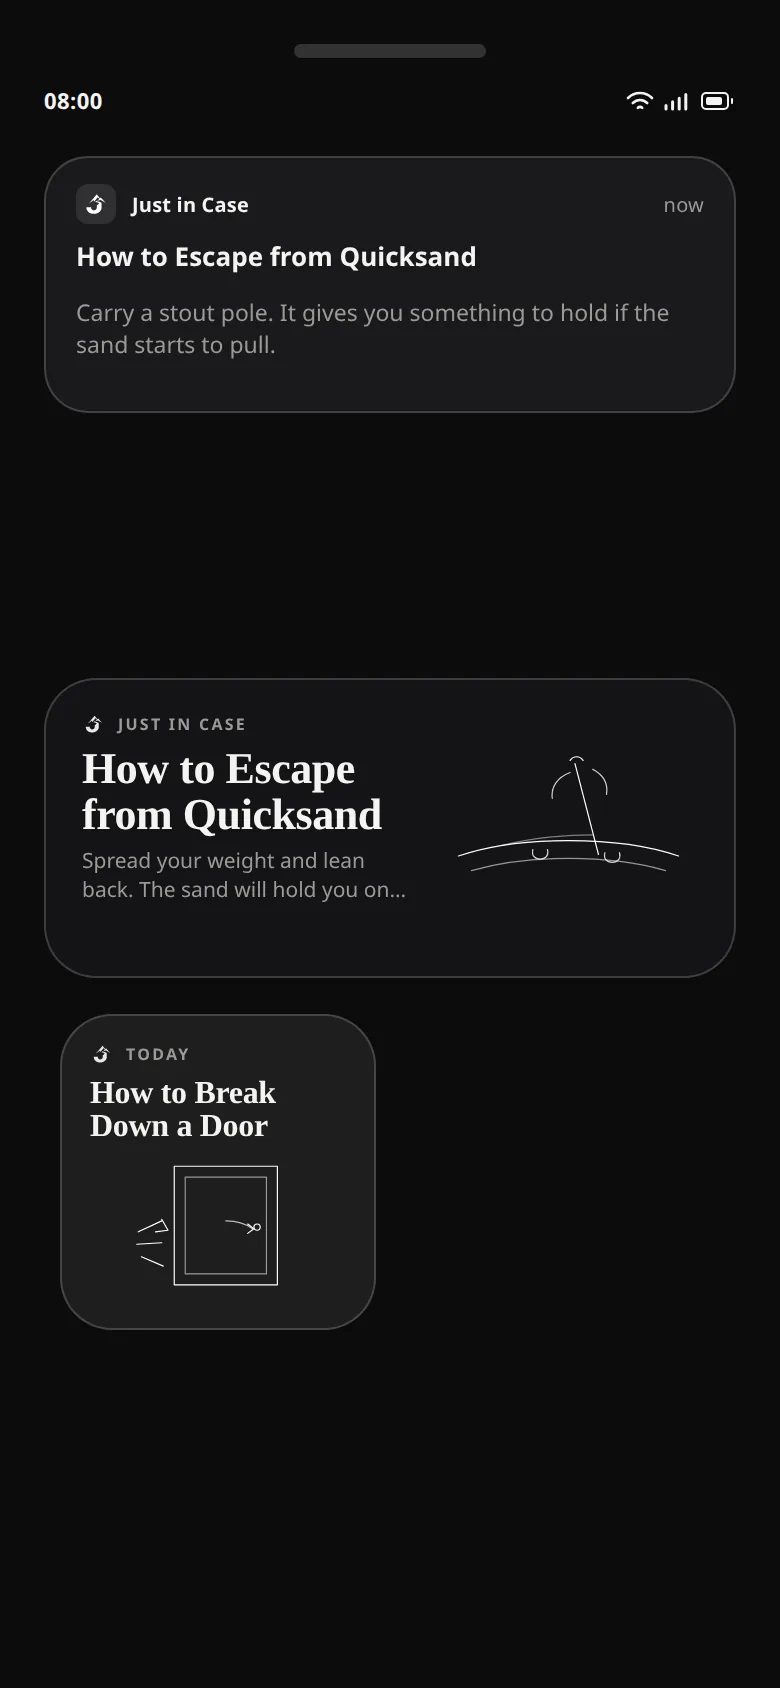 08:00
Just in Case
now
How to Escape from Quicksand
Carry a stout pole. It gives you something to hold if the
sand starts to pull.
JUST IN CASE
How to Escape
from Quicksand
Spread your weight and lean
back. The sand will hold you on...
TODAY
How to Break
Down a Door